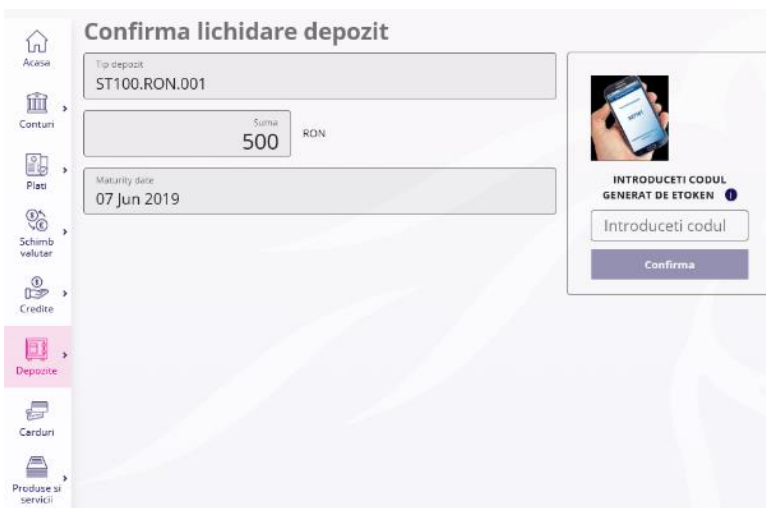 Confirma lichidare depozit
Acasa
Conturi
Plati
Schimb
valutar
Credite
Depozite
Carduri
Produse si
servicii
Tip depozit
ST100.RON.001
Suma
500 RON
Maturity date
07 Jun 2019
INTRODUCETI CODUL
GENERAT DE ETOKEN
Introduceti codul
Confirma